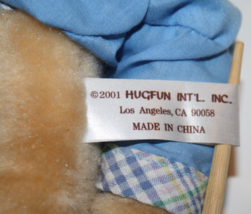 ©2001 HUGFUN INT'L. INC.
Los Angeles, CA 90058
MADE IN CHINA